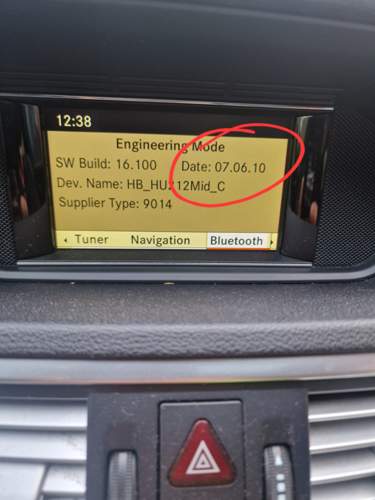 12:38
Engineering Mode
SW Build: 16.100 Date: 07.06.10
Dev. Name: HB_HU212Mid_C
Supplier Type: 9014
Tuner Navigation Bluetooth